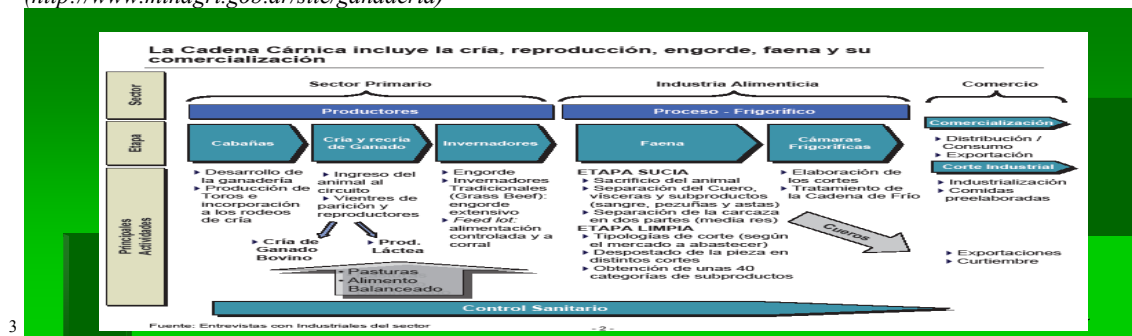 (http://www.minagri.gob.ar/site/ganaderia)
La Cadena Cárnica incluye la cría, reproducción, engorde, faena y su
comercialización
Sector
Sector Primario
Industria Alimenticia
Comercio
Productores
Proceso - Frigorífico
Etapa
Cabañas
Cría y recría
de Ganado
Invernadores
Faena
Cámaras
Frigoríficas
Comercialización
Distribución /
Consumo
Exportación
Corte Industrial
Industrialización
Comidas
preelaboradas
Principales
Actividades
Desarrollo de
la ganadería
Producción de
Toros e
incorporación
a los rodeos
de cría
Ingreso del
animal al
circuito
Vientres de
parición y
reproductores
Cría de
Ganado
Bovino
Prod.
Láctea
Engorde
Invernadores
Tradicionales
(Grass Beef):
engorde
extensivo
Feed lot:
alimentación
controlada y a
corral
ETAPA SUCIA
Sacrificio del animal
Separación del Cuero,
vísceras y subproductos
(sangre, pezuñas y astas)
Separación de la carcaza
en dos partes (media res)
ETAPA LIMPIA
Tipologías de corte (según
el mercado a abastecer)
Despostado de la pieza en
distintos cortes
Obtención de unas 40
categorías de subproductos
Elaboración de
los cortes
Tratamiento de
la Cadena de Frío
Cueros
Exportaciones
Curtiembre
Pasturas
Alimento
Balanceado
Control Sanitario
Fuente: Entrevistas con Industriales del sector
- 2 -
3